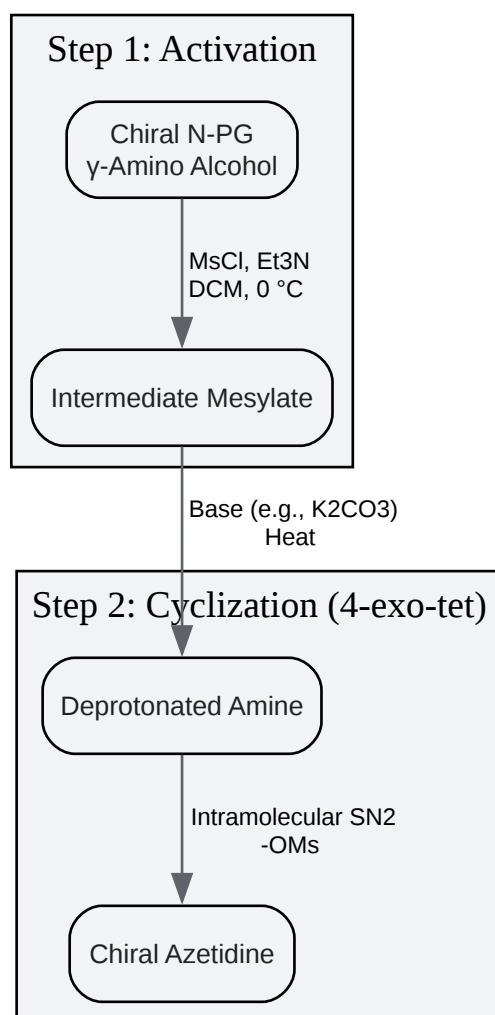 Step 1: Activation
Chiral N-PG
γ-Amino Alcohol
MsCl, Et3N
DCM, 0 °C
Intermediate Mesylate
Base (e.g., K2CO3)
Heat
Step 2: Cyclization (4-exo-tet)
Deprotonated Amine
Intramolecular SN2
-OMs
Chiral Azetidine